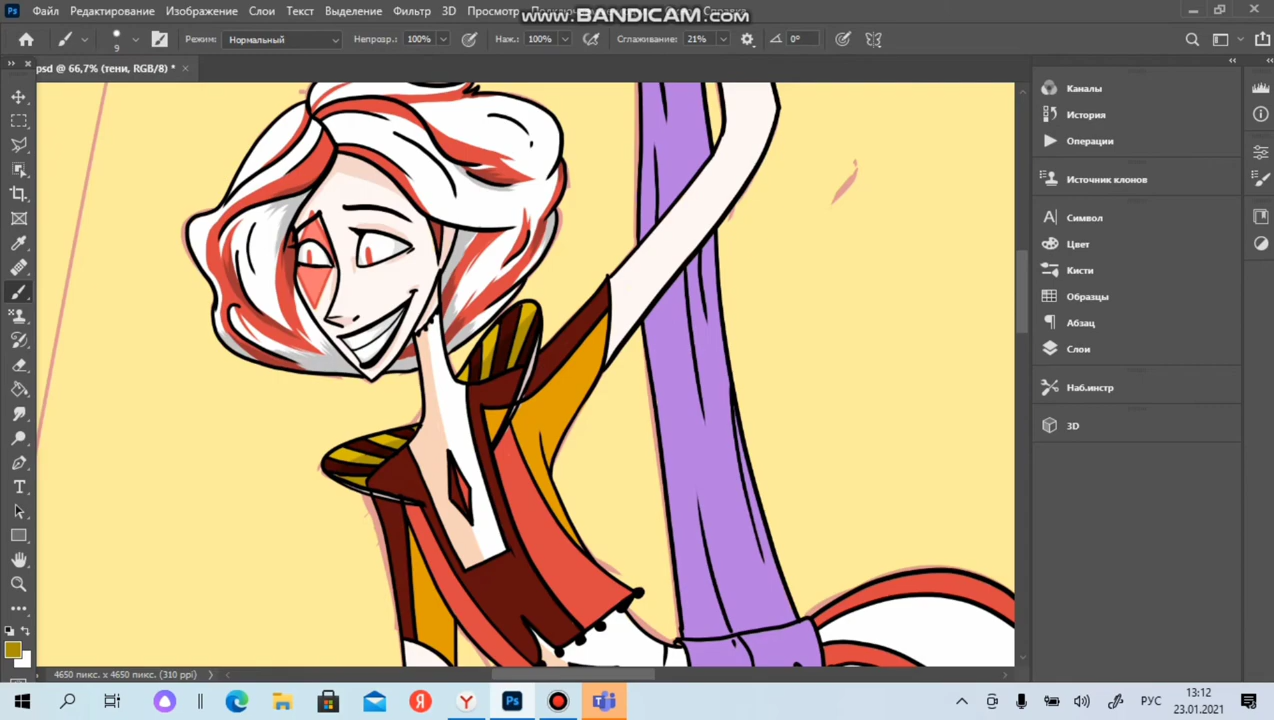 Файл Редактирование Изображение Слои Текст Выделение Фильтр 3D Просмотр
www.BANDICAM.com
9 Режим: Нормальный Непрозр.: 100% Наж.: 100% Сглаживание: 21% 0°
psd @ 66,7% (тени, RGB/8) *
Каналы
История
Операции
Источник клонов
Символ
Цвет
Кисти
Образцы
Абзац
Слои
Наб.инстр
3D
4650 пикс. x 4650 пикс. (310 ppi)
РУС
13:12
23.01.2021